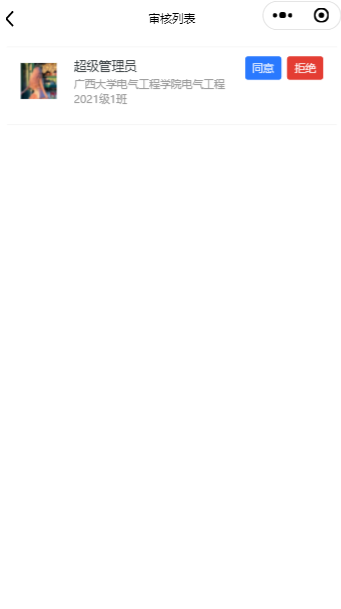 审核列表
超级管理员
同意
拒绝
广西大学电气工程学院电气工程
2021级1班